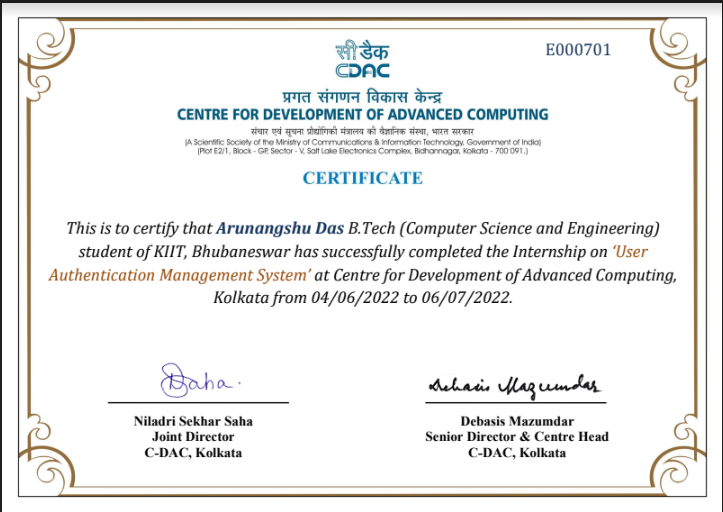 सी डैक
CDAC
E000701
प्रगत संगणन विकास केन्द्र
CENTRE FOR DEVELOPMENT OF ADVANCED COMPUTING
संचार एवं सूचना प्रौद्योगिकी मंत्रालय की वैज्ञानिक संस्था, भारत सरकार
(A Scientific Society of the Ministry of Communications & Information Technology, Government of India)
(Plot E2/1, Block - GP, Sector - V, Salt Lake Electronics Complex, Bidhannagar, Kolkata - 700 091.)
CERTIFICATE
This is to certify that Arunangshu Das B.Tech (Computer Science and Engineering)
student of KIIT, Bhubaneswar has successfully completed the Internship on ‘User
Authentication Management System’ at Centre for Development of Advanced Computing,
Kolkata from 04/06/2022 to 06/07/2022.
Saha.
Debasis Mazumdar
Niladri Sekhar Saha
Joint Director
C-DAC, Kolkata
Debasis Mazumdar
Senior Director & Centre Head
C-DAC, Kolkata